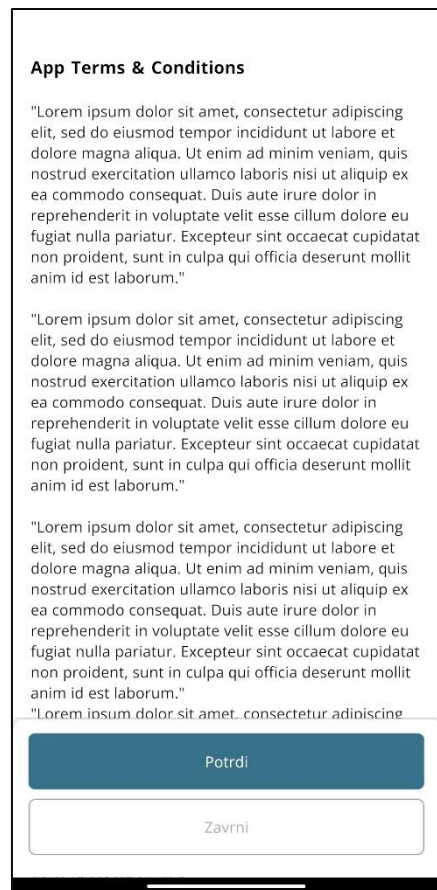 App Terms & Conditions
"Lorem ipsum dolor sit amet, consectetur adipiscing
elit, sed do eiusmod tempor incididunt ut labore et
dolore magna aliqua. Ut enim ad minim veniam, quis
nostrud exercitation ullamco laboris nisi ut aliquip ex
ea commodo consequat. Duis aute irure dolor in
reprehenderit in voluptate velit esse cillum dolore eu
fugiat nulla pariatur. Excepteur sint occaecat cupidatat
non proident, sunt in culpa qui officia deserunt mollit
anim id est laborum."
"Lorem ipsum dolor sit amet, consectetur adipiscing
elit, sed do eiusmod tempor incididunt ut labore et
dolore magna aliqua. Ut enim ad minim veniam, quis
nostrud exercitation ullamco laboris nisi ut aliquip ex
ea commodo consequat. Duis aute irure dolor in
reprehenderit in voluptate velit esse cillum dolore eu
fugiat nulla pariatur. Excepteur sint occaecat cupidatat
non proident, sunt in culpa qui officia deserunt mollit
anim id est laborum."
"Lorem ipsum dolor sit amet, consectetur adipiscing
elit, sed do eiusmod tempor incididunt ut labore et
dolore magna aliqua. Ut enim ad minim veniam, quis
nostrud exercitation ullamco laboris nisi ut aliquip ex
ea commodo consequat. Duis aute irure dolor in
reprehenderit in voluptate velit esse cillum dolore eu
fugiat nulla pariatur. Excepteur sint occaecat cupidatat
non proident, sunt in culpa qui officia deserunt mollit
anim id est laborum."
"Lorem ipsum dolor sit amet, consectetur adipiscing
Potrdi
Zavrni